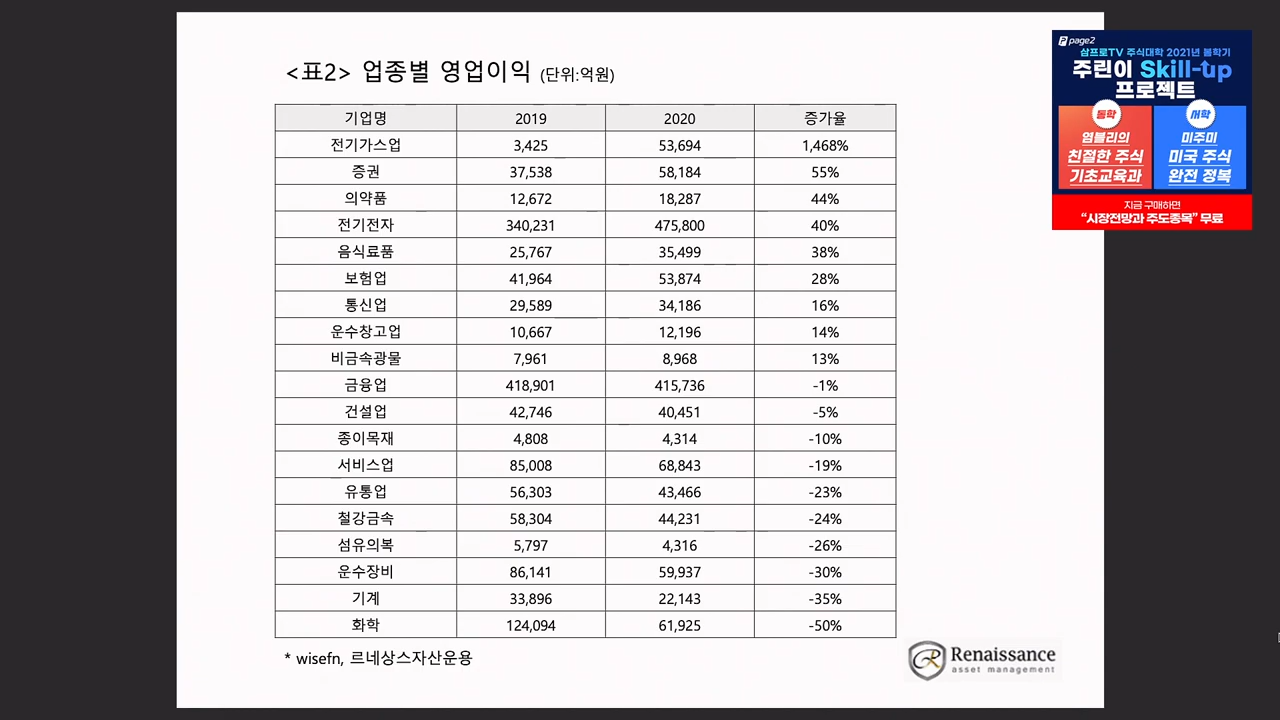 <표2> 업종별 영업이익 (단위:억원)
기업명 2019 2020 증가율
전기가스업 3,425 53,694 1,468%
증권 37,538 58,184 55%
의약품 12,672 18,287 44%
전기전자 340,231 475,800 40%
음식료품 25,767 35,499 38%
보험업 41,964 53,874 28%
통신업 29,589 34,186 16%
운수창고업 10,667 12,196 14%
비금속광물 7,961 8,968 13%
금융업 418,901 415,736 -1%
건설업 42,746 40,451 -5%
종이목재 4,808 4,314 -10%
서비스업 85,008 68,843 -19%
유통업 56,303 43,466 -23%
철강금속 58,304 44,231 -24%
섬유의복 5,797 4,316 -26%
운수장비 86,141 59,937 -30%
기계 33,896 22,143 -35%
화학 124,094 61,925 -50%
* wisefn, 르네상스자산운용
Renaissance
asset management
page2
삼프로TV 주식대학 2021년 봄학기
주린이 Skill-up
프로젝트
동학
염블리의
친절한 주식
기초교육과
서학
미주미
미국 주식
완전 정복
지금 구매하면
“시장전망과 주도종목” 무료